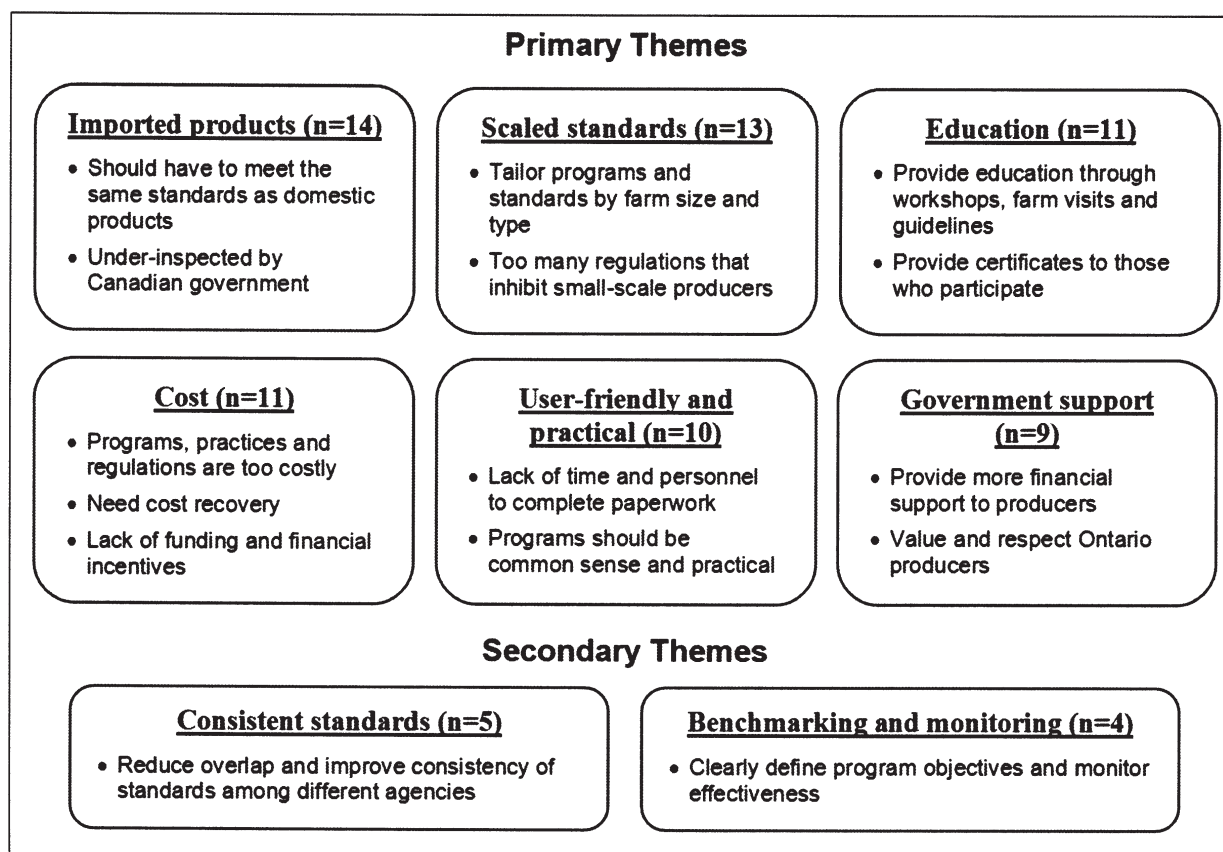 Primary Themes
Imported products (n=14)
• Should have to meet the
same standards as domestic
products
• Under-inspected by
Canadian government
Scaled standards (n=13)
• Tailor programs and
standards by farm size and
type
• Too many regulations that
inhibit small-scale producers
Education (n=11)
• Provide education through
workshops, farm visits and
guidelines
• Provide certificates to those
who participate
Cost (n=11)
• Programs, practices and
regulations are too costly
• Need cost recovery
• Lack of funding and financial
incentives
User-friendly and
practical (n=10)
• Lack of time and personnel
to complete paperwork
• Programs should be
common sense and practical
Government support
(n=9)
• Provide more financial
support to producers
• Value and respect Ontario
producers
Secondary Themes
Consistent standards (n=5)
• Reduce overlap and improve consistency of
standards among different agencies
Benchmarking and monitoring (n=4)
• Clearly define program objectives and monitor
effectiveness